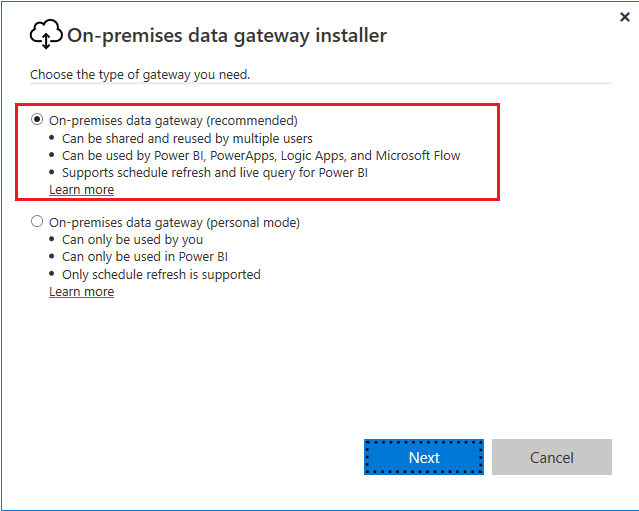 On-premises data gateway installer
Choose the type of gateway you need.
On-premises data gateway (recommended)
• Can be shared and reused by multiple users
• Can be used by Power BI, PowerApps, Logic Apps, and Microsoft Flow
• Supports schedule refresh and live query for Power BI
Learn more
On-premises data gateway (personal mode)
• Can only be used by you
• Can only be used in Power BI
• Only schedule refresh is supported
Learn more
Next Cancel